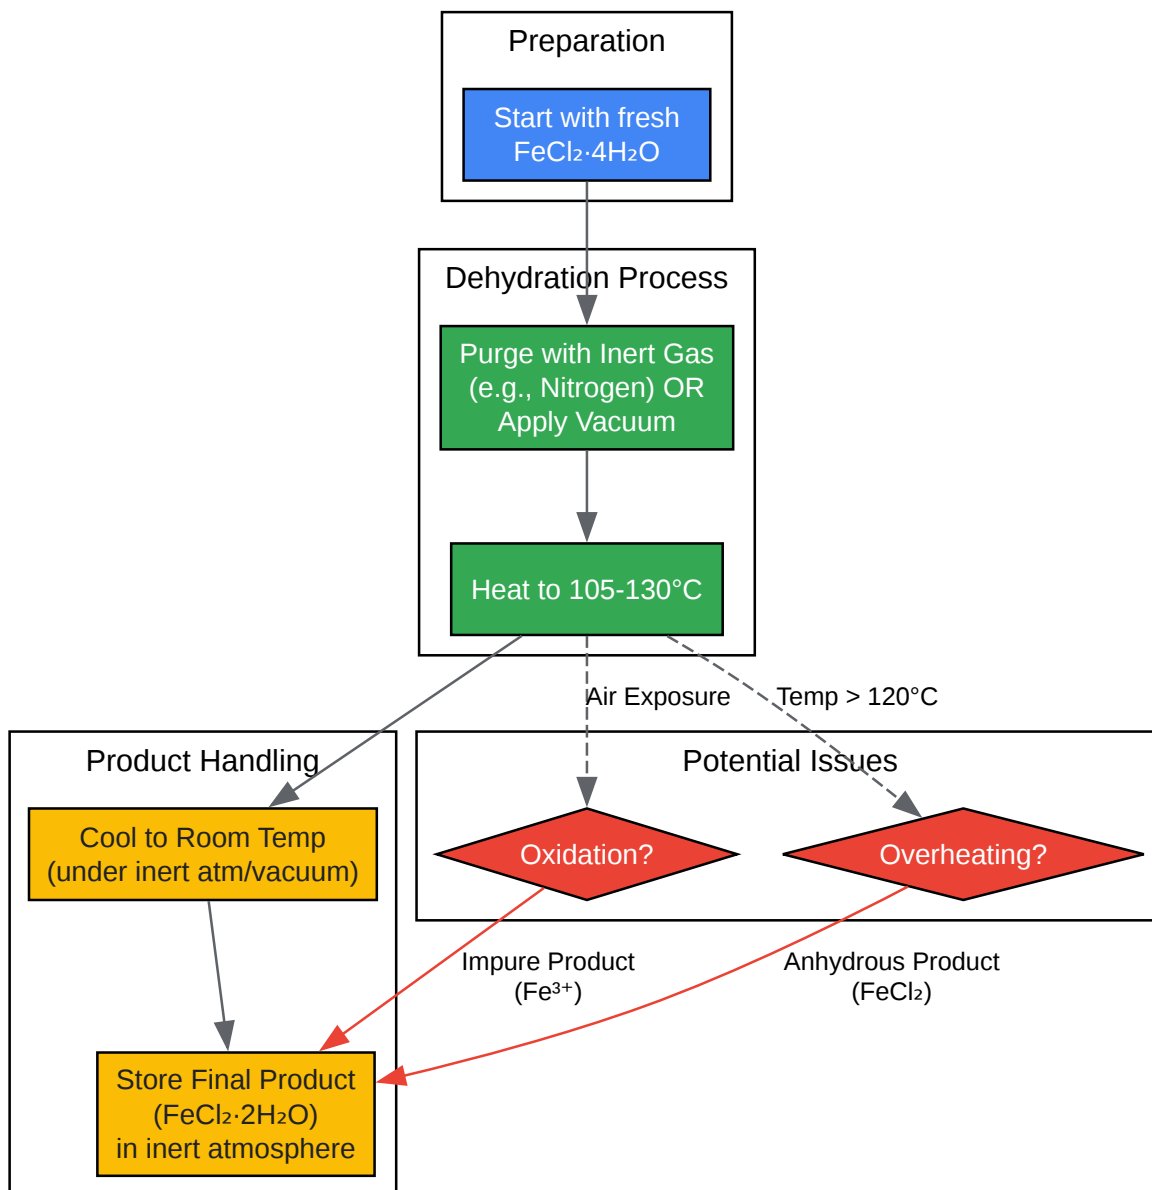 Preparation
Start with fresh
FeCl₂·4H₂O
Dehydration Process
Purge with Inert Gas
(e.g., Nitrogen) OR
Apply Vacuum
Heat to 105-130°C
Air Exposure
Temp > 120°C
Product Handling
Potential Issues
Cool to Room Temp
(under inert atm/vacuum)
Oxidation?
Overheating?
Impure Product
(Fe³⁺)
Anhydrous Product
(FeCl₂)
Store Final Product
(FeCl₂·2H₂O)
in inert atmosphere